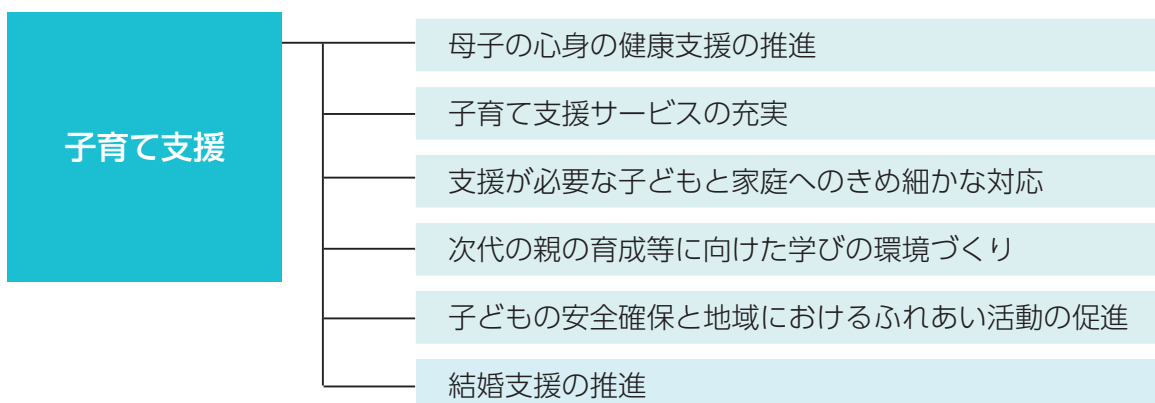 子育て支援
母子の心身の健康支援の推進
子育て支援サービスの充実
支援が必要な子どもと家庭へのきめ細かな対応
次代の親の育成等に向けた学びの環境づくり
子どもの安全確保と地域におけるふれあい活動の促進
結婚支援の推進